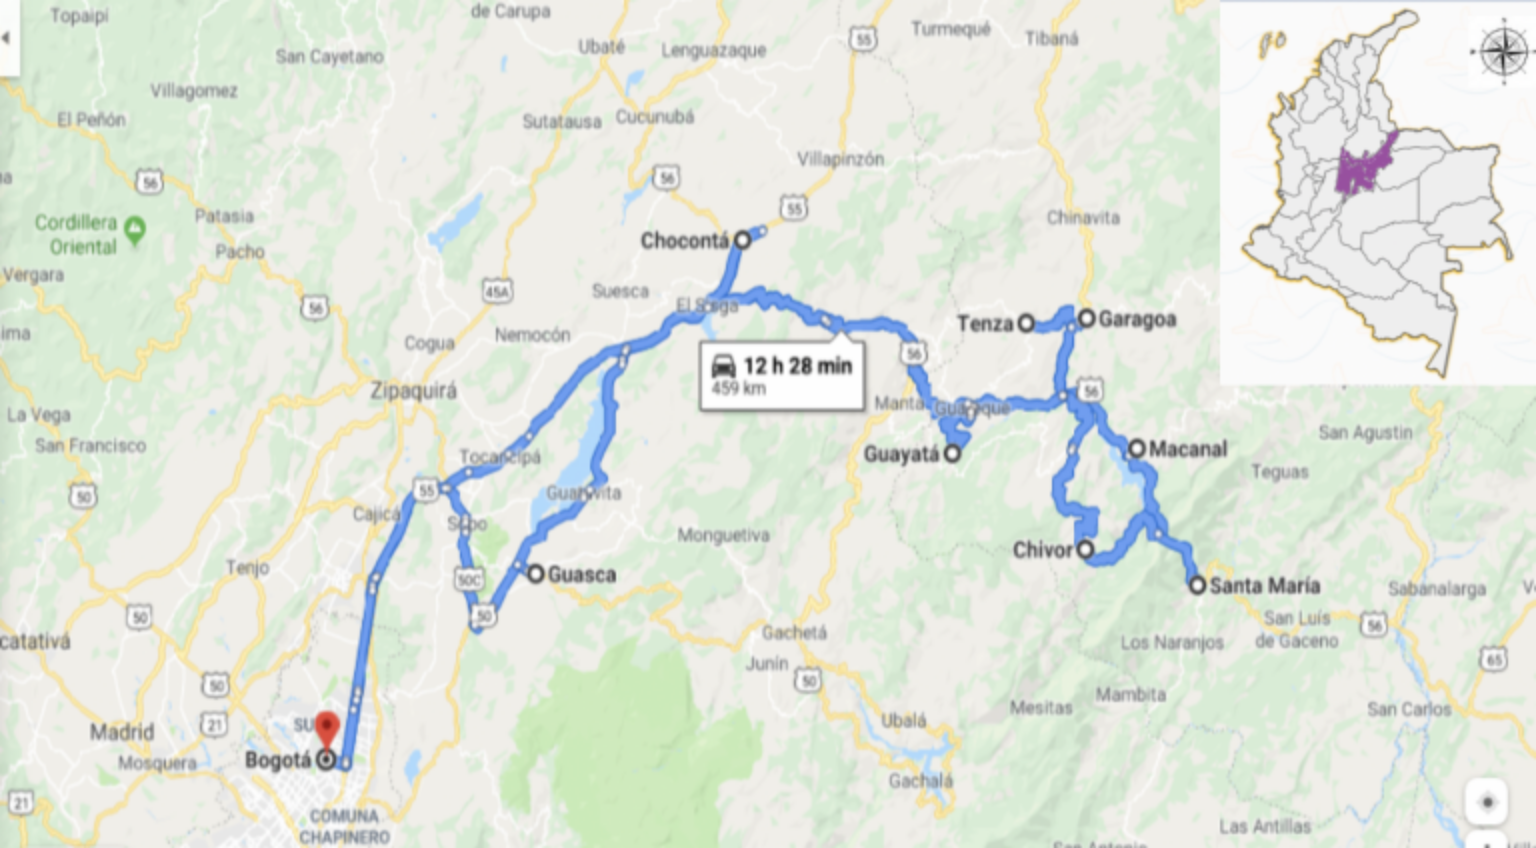 Topaipí
de Carupa
Ubaté
Lenguazaque
55
Turmequé
Tibaná
San Cayetano
Villagomez
El Peñón
Sutatausa
Cucunubá
Villapinzón
56
56
55
Cordillera
Oriental
Patasia
Pacho
Chocontá
Chinavita
Vergara
56
45A
Suesca
El Sisga
Tenza
Garagoa
Nemocón
Cogua
56
12 h 28 min
459 km
Zipaquirá
56
Manta
Guateque
La Vega
San Francisco
San Agustin
Guayatá
Macanal
Teguas
Tocancipá
55
50
Guatavita
Cajicá
Sopo
Monguetiva
Chivor
Tenjo
50C
Guasca
Santa María
Sabanalarga
50
50
San Luis
de Gaceno
56
catativá
Gachetá
Los Naranjos
65
Junín
50
50
Mambita
Mesitas
San Carlos
21
SU
Madrid
Ubalá
Bogotá
Mosquera
Gachalá
21
COMUNA
CHAPINERO
Las Antillas
San Antonio